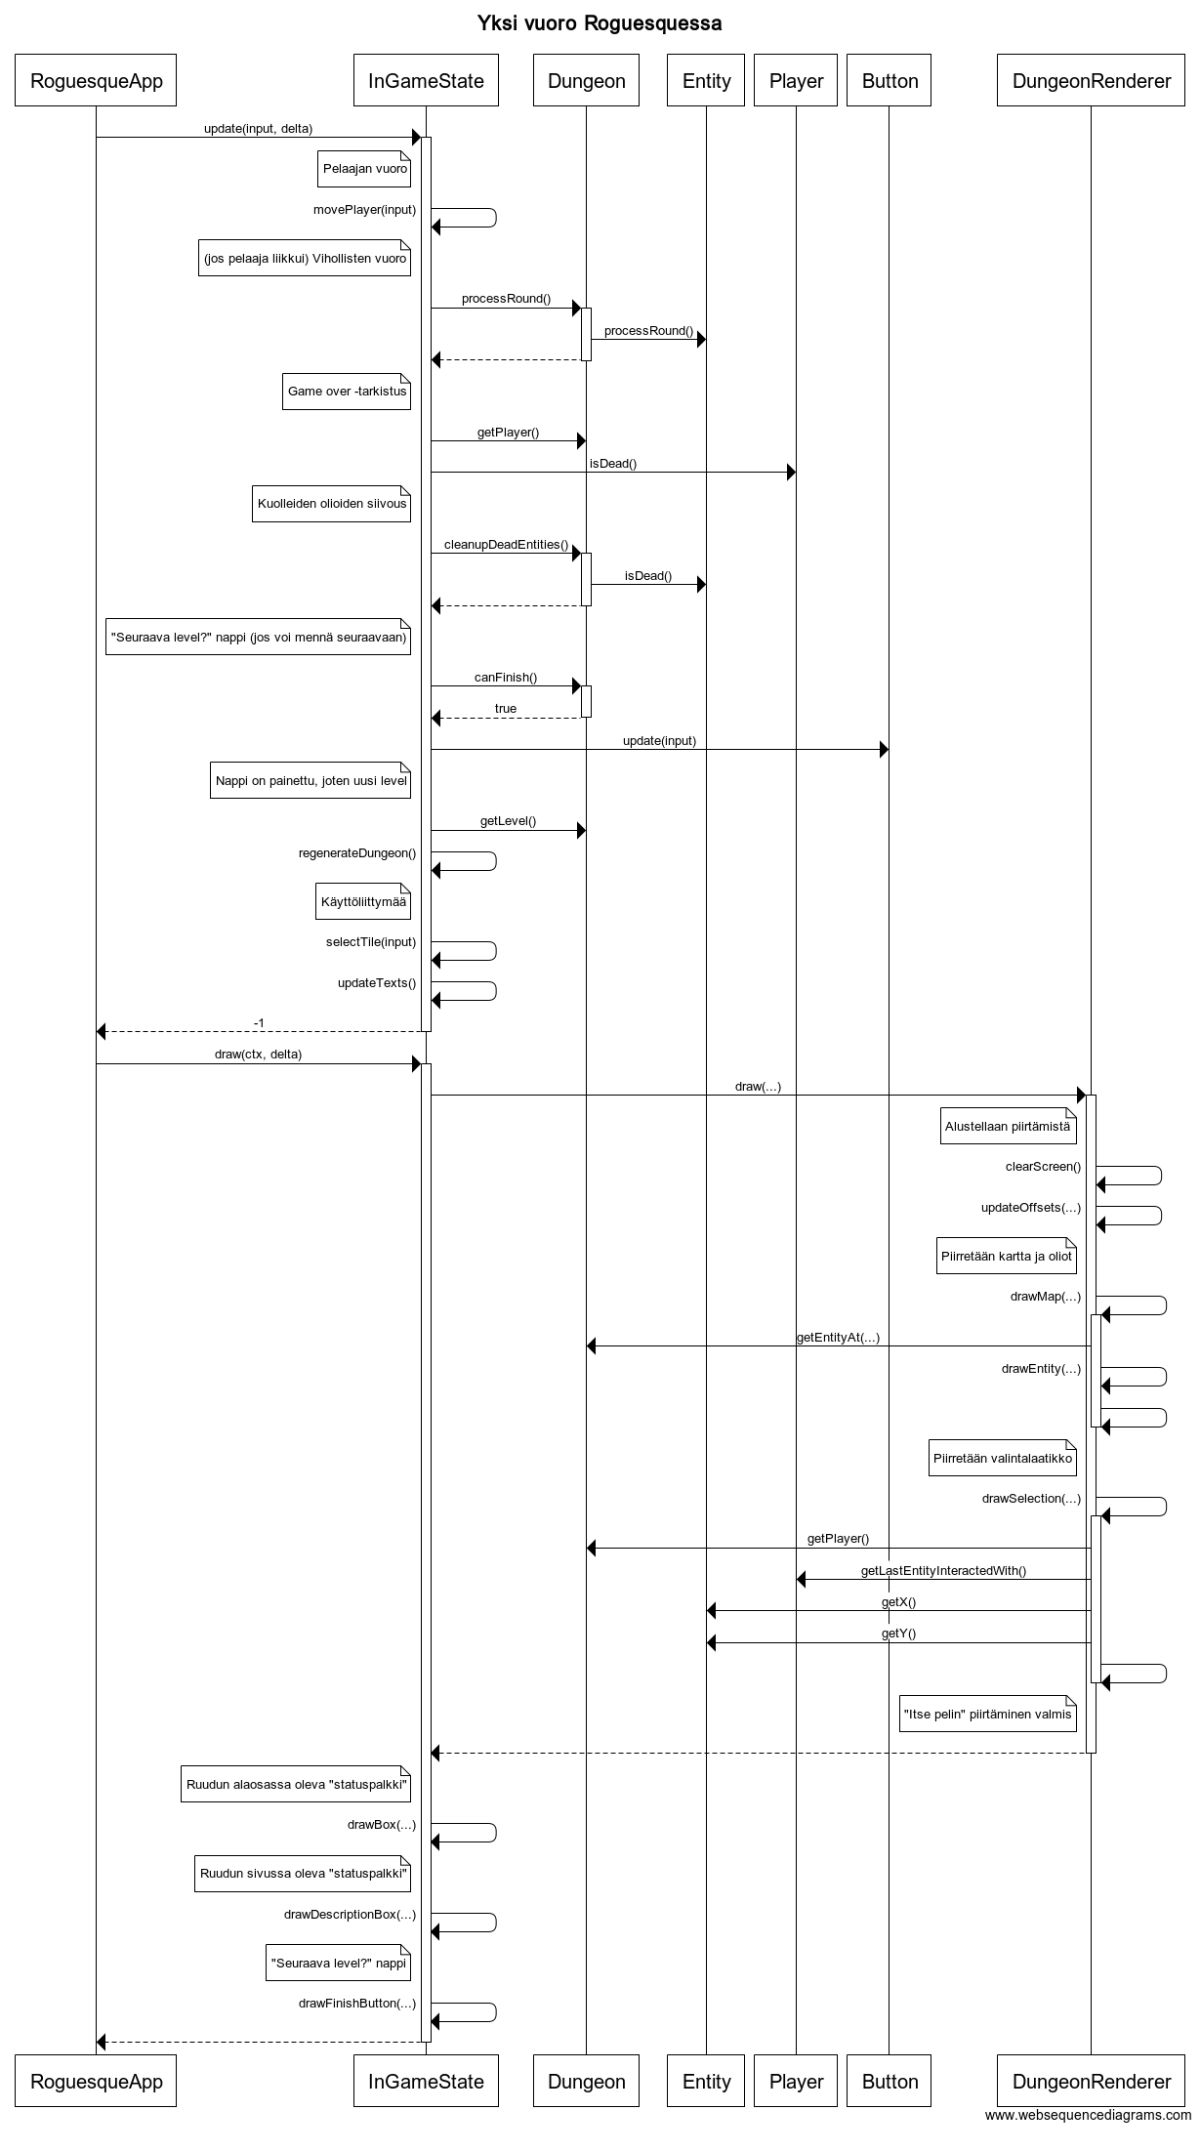 Yksi vuoro Roguesquessa
RoguesqueApp
InGameState
Dungeon
Entity
Player
Button
DungeonRenderer
update(input, delta)
Pelaajan vuoro
movePlayer(input)
(jos pelaaja liikkui) Vihollisten vuoro
processRound()
processRound()
Game over -tarkistus
getPlayer()
isDead()
Kuolleiden olioiden siivous
cleanupDeadEntities()
isDead()
"Seuraava level?" nappi (jos voi mennä seuraavaan)
canFinish()
true
update(input)
Nappi on painettu, joten uusi level
getLevel()
regenerateDungeon()
Käyttöliittymää
selectTile(input)
updateTexts()
-1
draw(ctx, delta)
draw(...)
Alustellaan piirtämistä
clearScreen()
updateOffsets(...)
Piirretään kartta ja oliot
drawMap(...)
getEntityAt(...)
drawEntity(...)
Piirretään valintalaatikko
drawSelection(...)
getPlayer()
getLastEntityInteractedWith()
getX()
getY()
"Itse pelin" piirtäminen valmis
Ruudun alaosassa oleva "statuspalkki"
drawBox(...)
Ruudun sivussa oleva "statuspalkki"
drawDescriptionBox(...)
"Seuraava level?" nappi
drawFinishButton(...)
RoguesqueApp
InGameState
Dungeon
Entity
Player
Button
DungeonRenderer
www.websequencediagrams.com